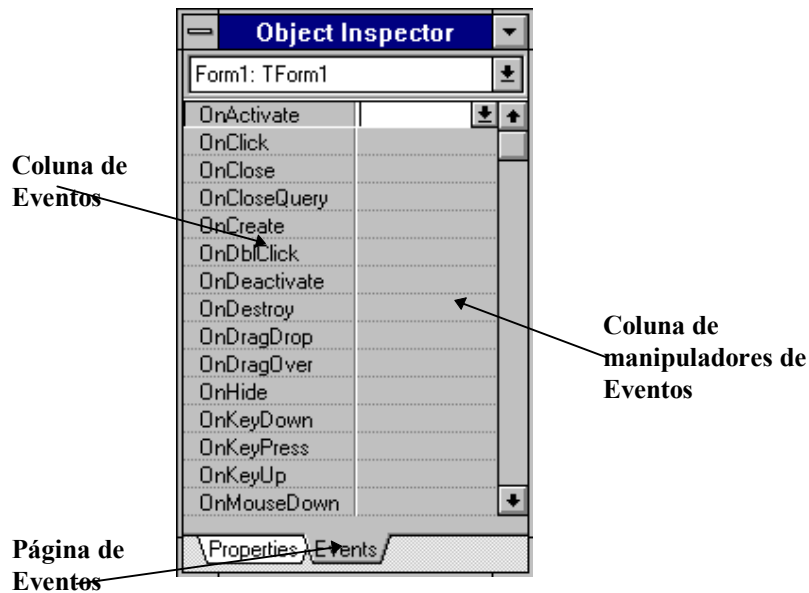 Object Inspector
Form1: TForm1
OnActivate
OnClick
OnClose
OnCloseQuery
OnCreate
OnDblClick
OnDeactivate
OnDestroy
OnDragDrop
OnDragOver
OnHide
OnKeyDown
OnKeyPress
OnKeyUp
OnMouseDown
Properties Events
Coluna de
Eventos
Coluna de
manipuladores de
Eventos
Página de
Eventos